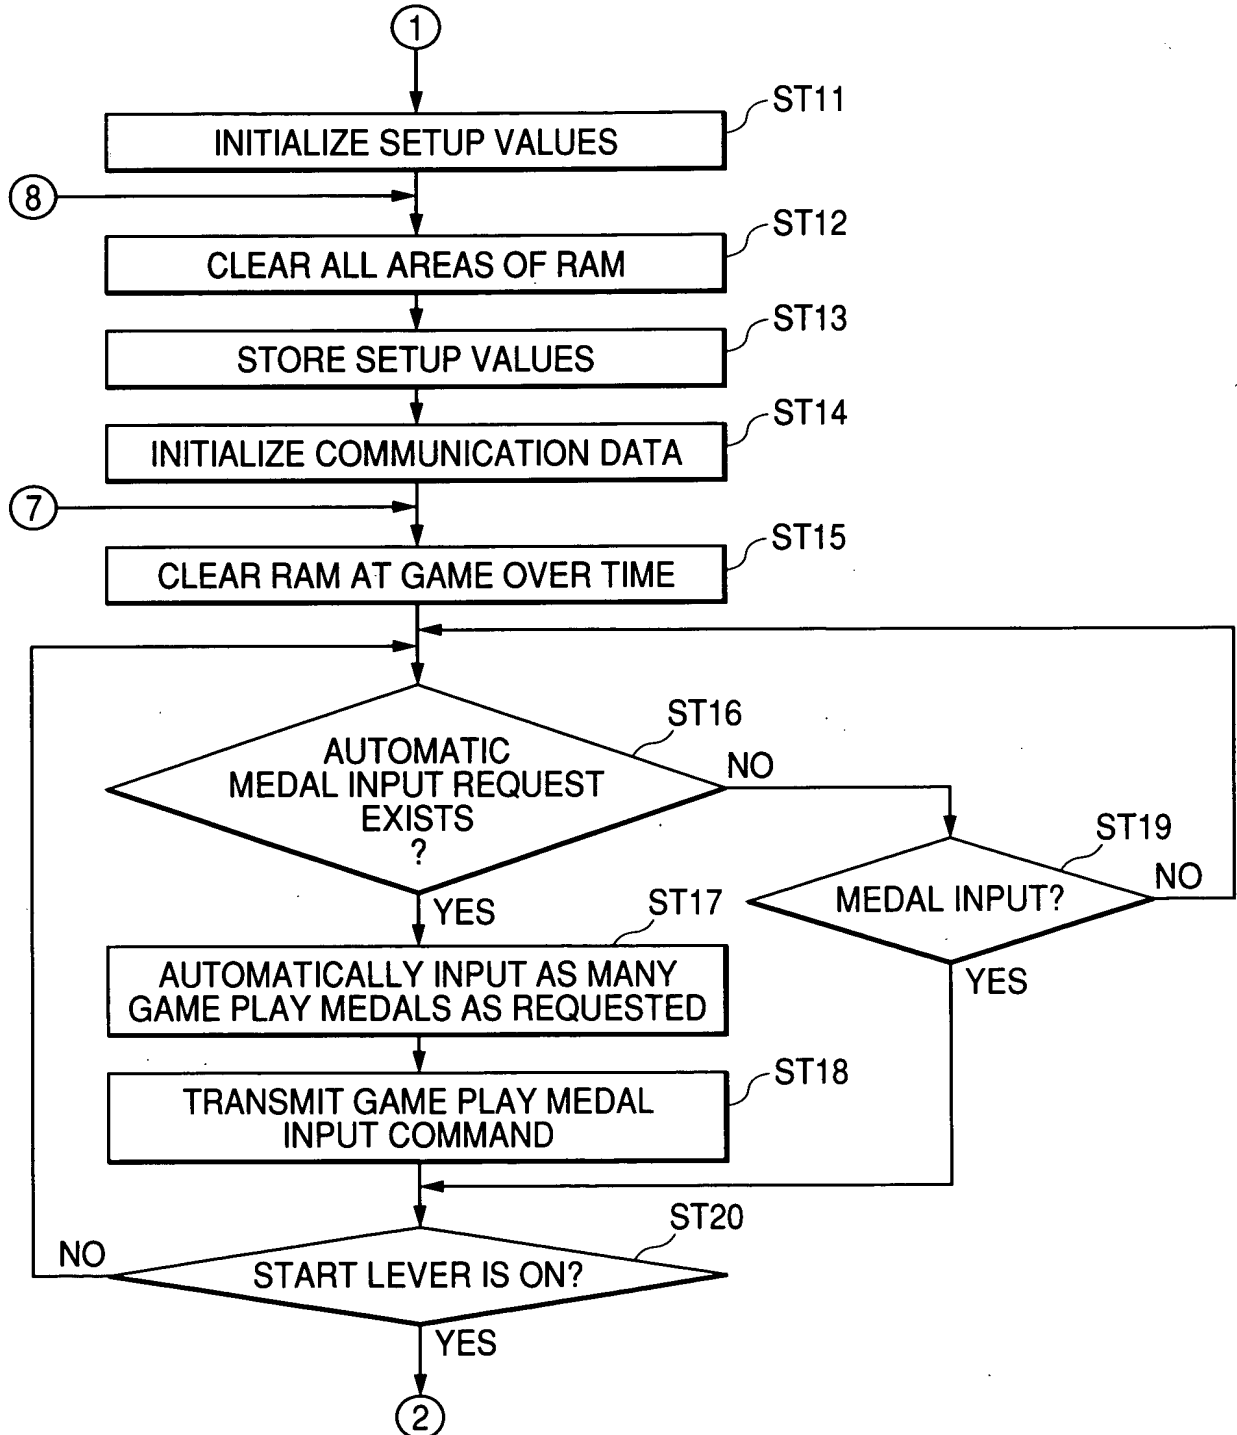 1
ST11
INITIALIZE SETUP VALUES
8
ST12
CLEAR ALL AREAS OF RAM
ST13
STORE SETUP VALUES
ST14
INITIALIZE COMMUNICATION DATA
7
ST15
CLEAR RAM AT GAME OVER TIME
ST16
AUTOMATIC
MEDAL INPUT REQUEST
EXISTS
?
NO
YES
ST19
MEDAL INPUT?
NO
YES
ST17
AUTOMATICALLY INPUT AS MANY
GAME PLAY MEDALS AS REQUESTED
ST18
TRANSMIT GAME PLAY MEDAL
INPUT COMMAND
ST20
NO
START LEVER IS ON?
YES
2